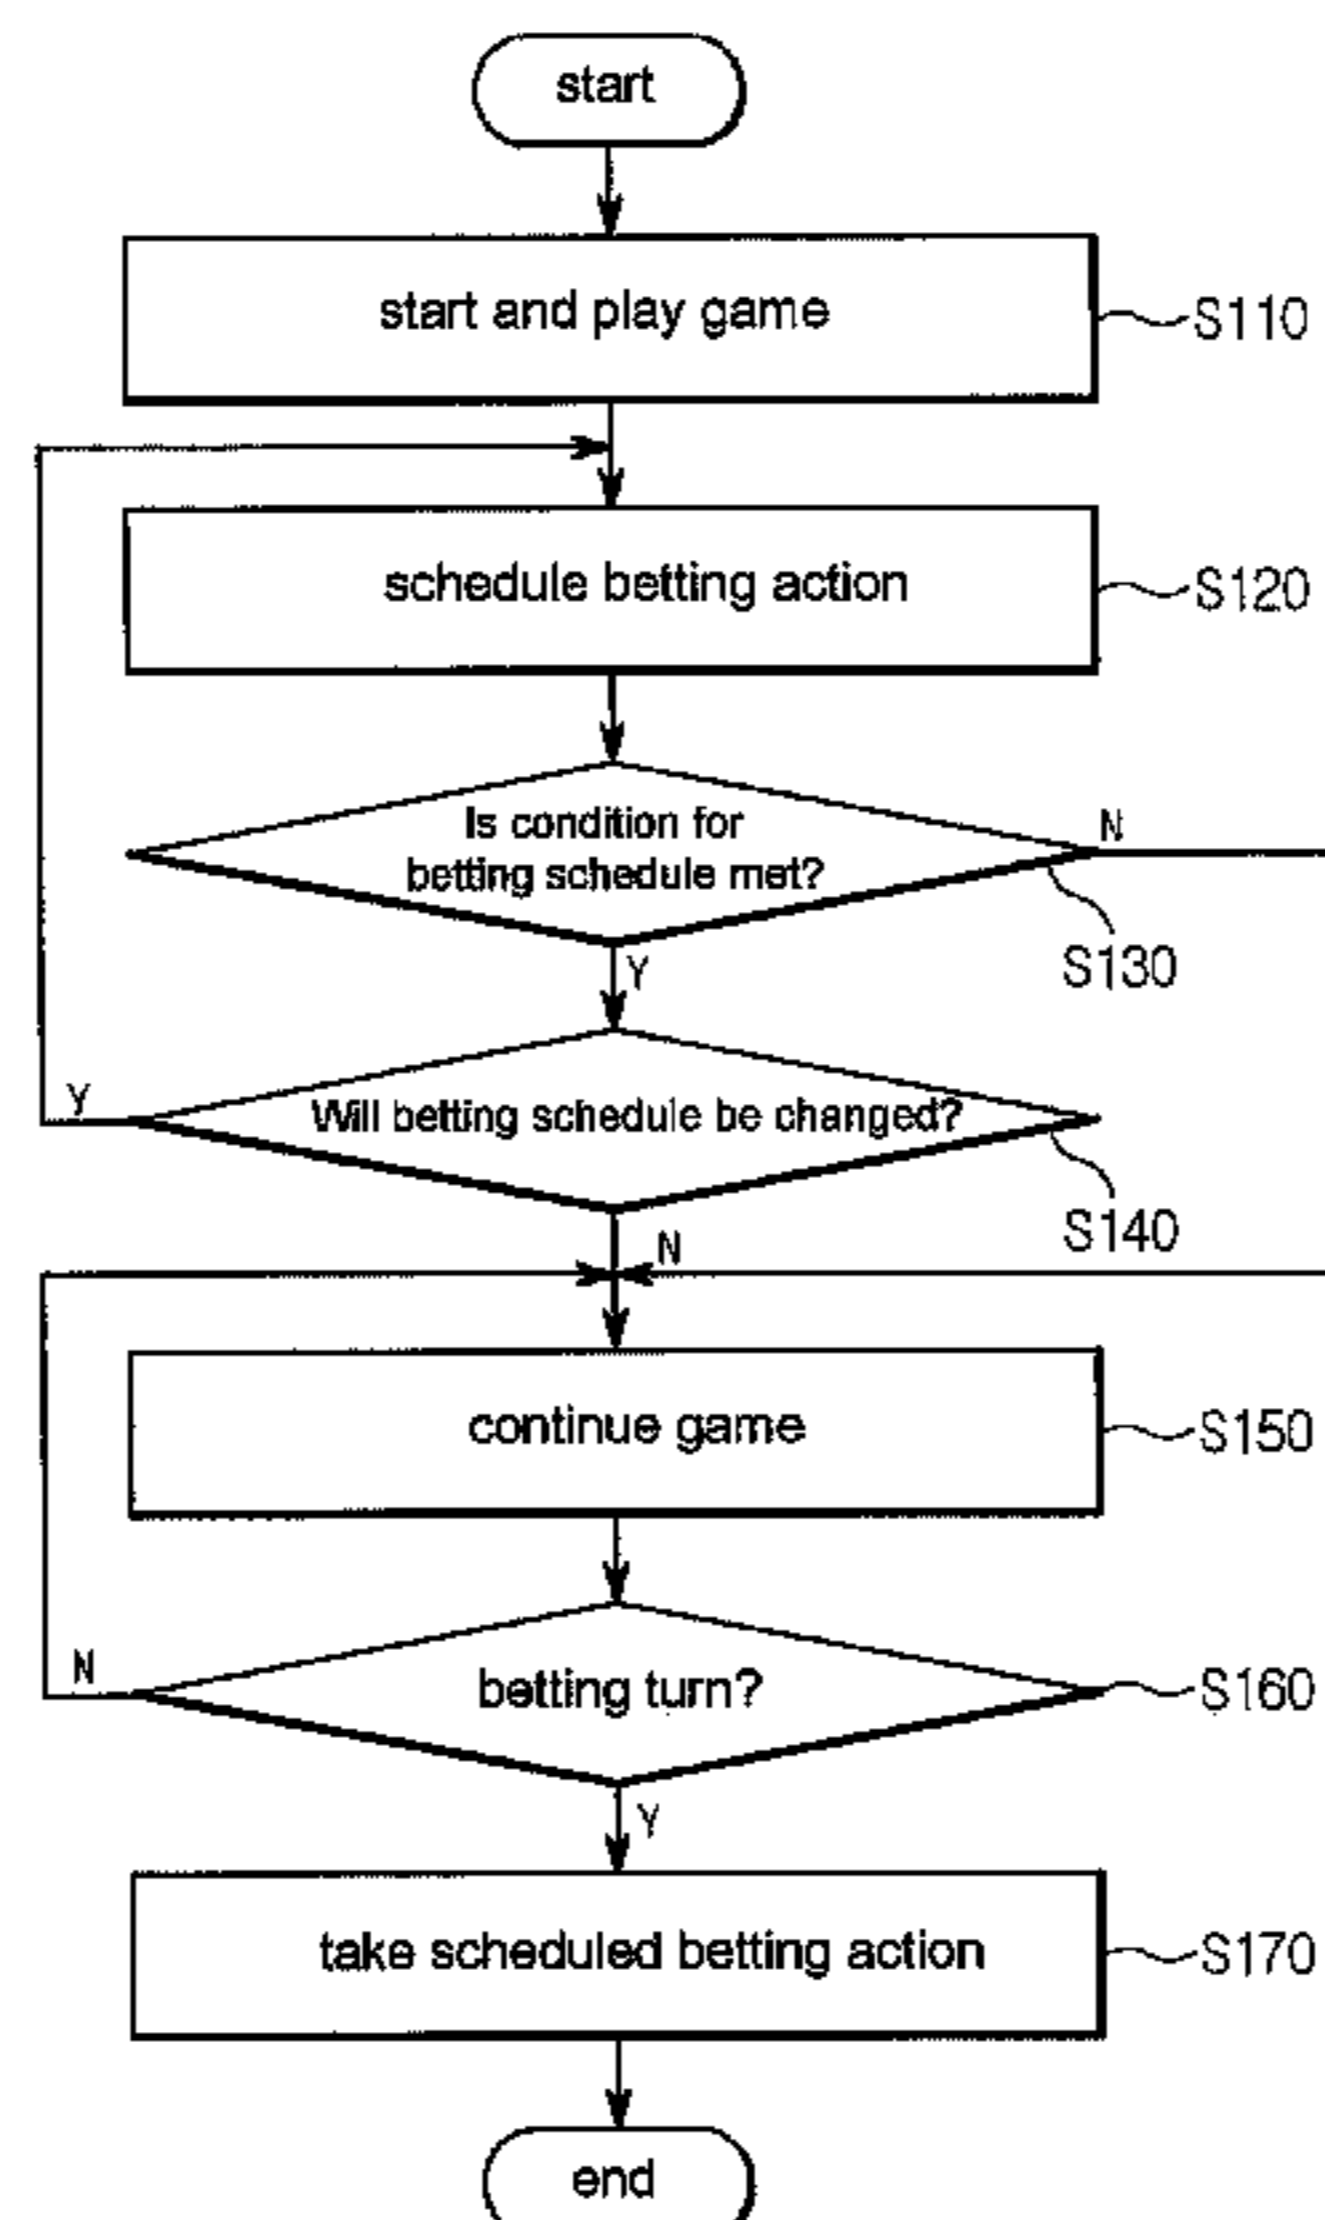 start
start and play game
S110
schedule betting action
S120
Is condition for
betting schedule met?
N
S130
Y
Will betting schedule be changed?
Y
S140
N
continue game
S150
betting turn?
N
S160
Y
take scheduled betting action
S170
end